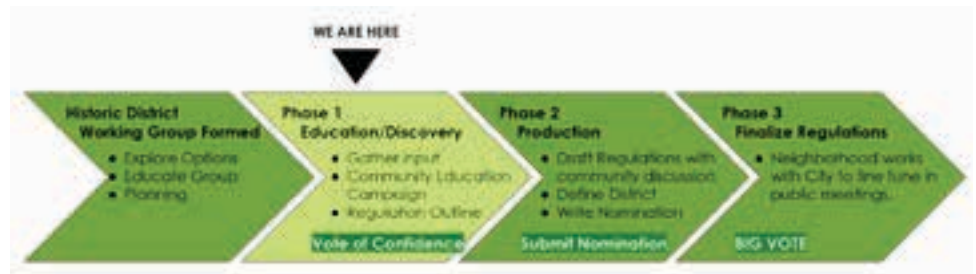 WE ARE HERE
Historic District
Working Group Formed
• Explore Options
• Educate Group
• Planning
Phase 1
Education/Discovery
• Gather Input
• Community Education
Campaign
• Regulation Outline
Vote of Confidence
Phase 2
Production
• Draft Regulations with
community discussion
• Define District
• Write Nomination
Submit Nomination
Phase 3
Finalize Regulations
• Neighborhood works
with City to fine tune in
public meetings.
BIG VOTE